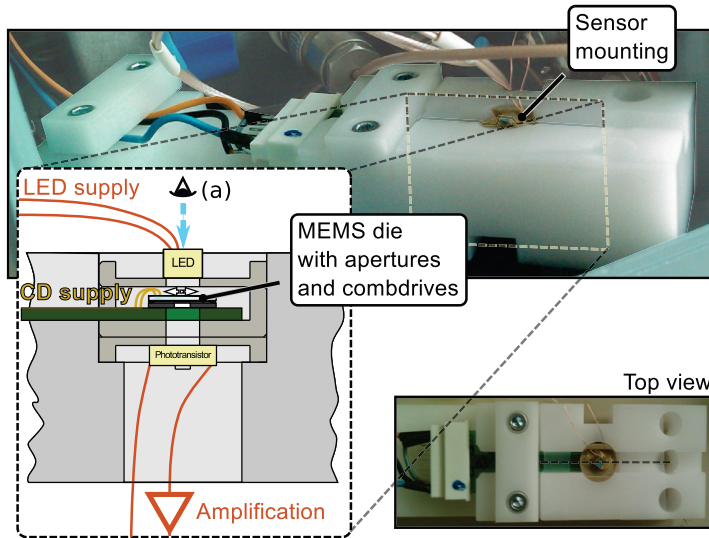 Sensor
mounting
LED supply
(a)
MEMS die
with apertures
and combdrives
LED
CD supply
Phototransistor
Top view
Amplification